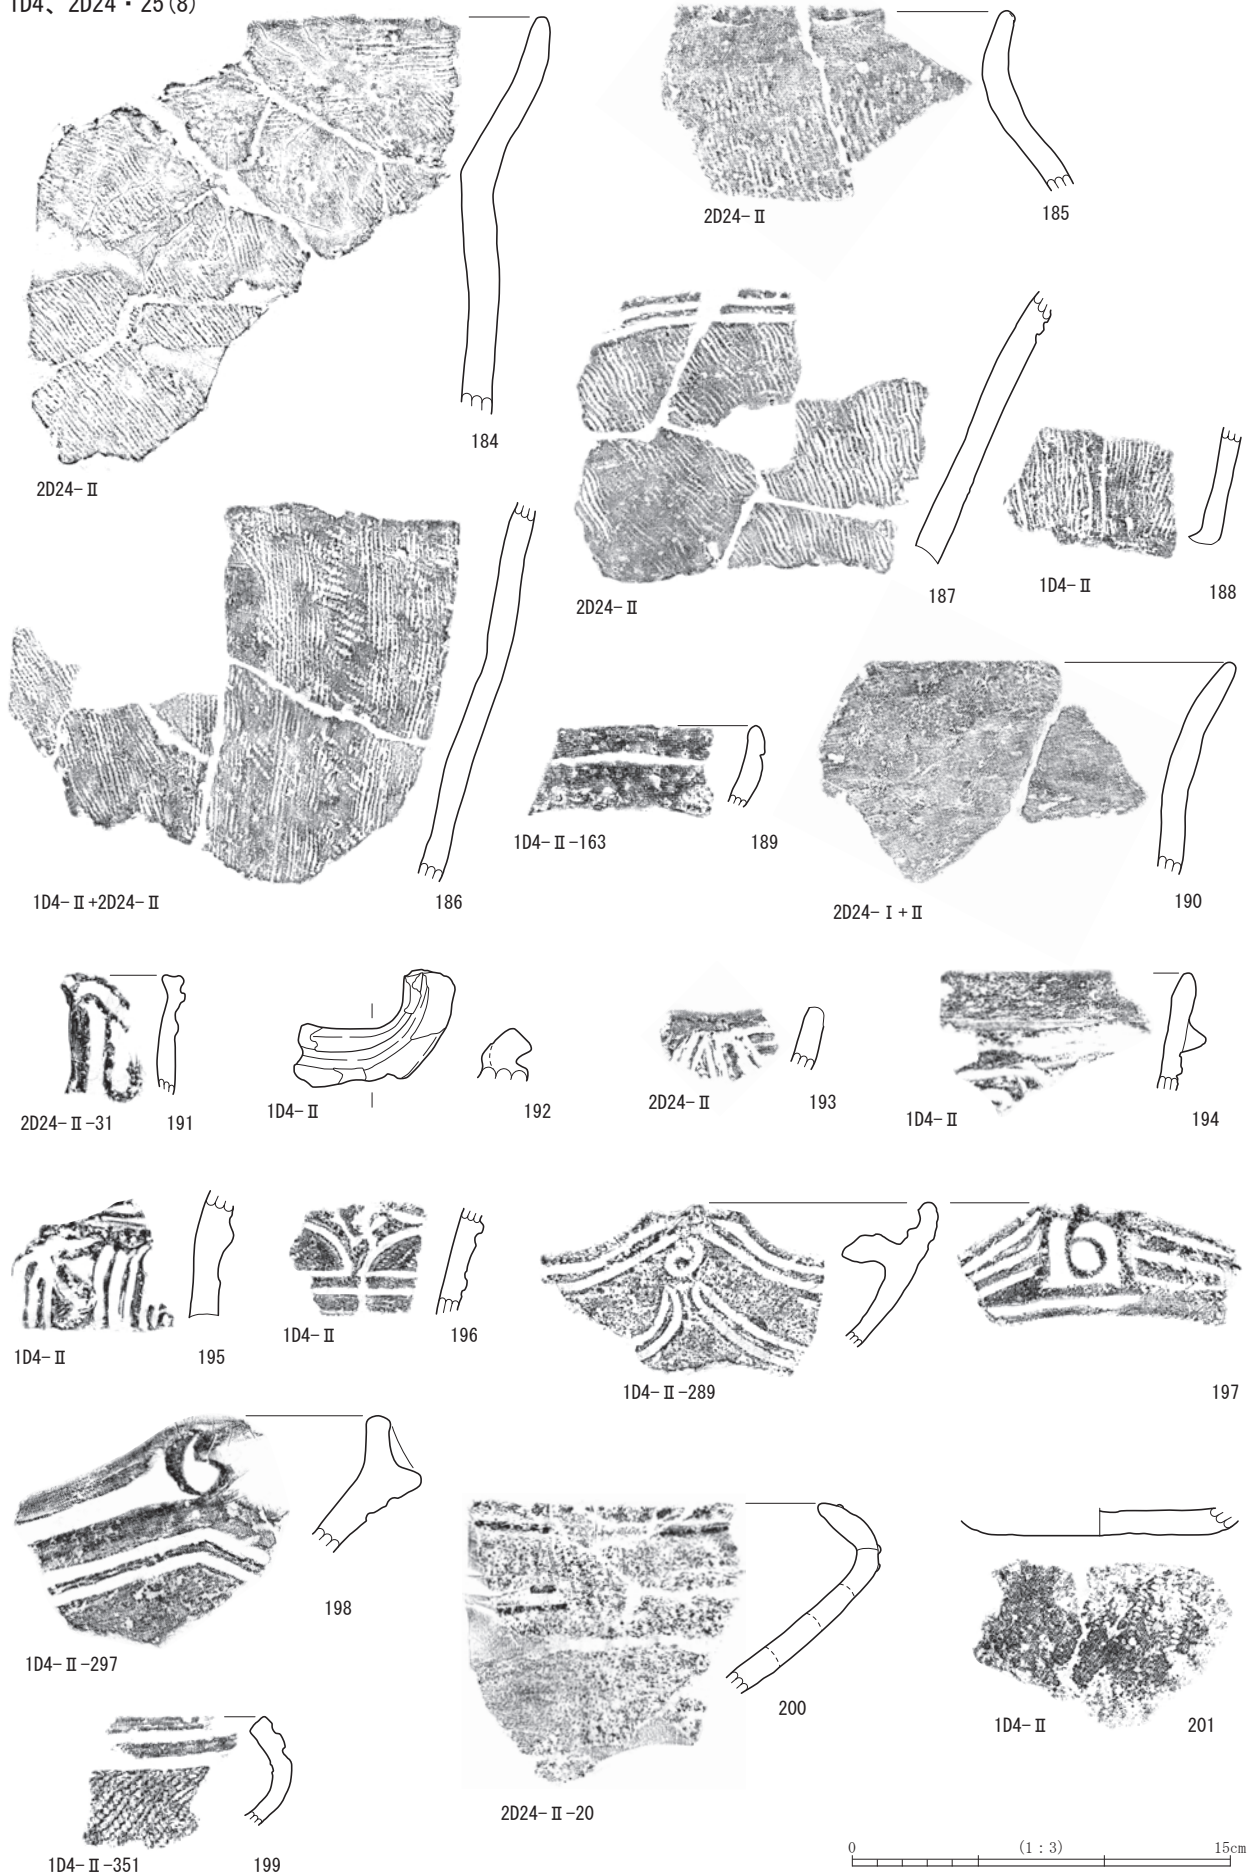 1D4、2D24・25(8)
184
2D24-Ⅱ
2D24-Ⅱ
185
2D24-Ⅱ
187
1D4-Ⅱ
188
1D4-Ⅱ+2D24-Ⅱ
186
1D4-Ⅱ-163
189
2D24-Ⅰ+Ⅱ
190
2D24-Ⅱ-31
191
1D4-Ⅱ
192
2D24-Ⅱ
193
1D4-Ⅱ
194
1D4-Ⅱ
195
1D4-Ⅱ
196
1D4-Ⅱ-289
197
1D4-Ⅱ-297
198
2D24-Ⅱ-20
200
1D4-Ⅱ
201
1D4-Ⅱ-351
199
0 (1:3) 15cm